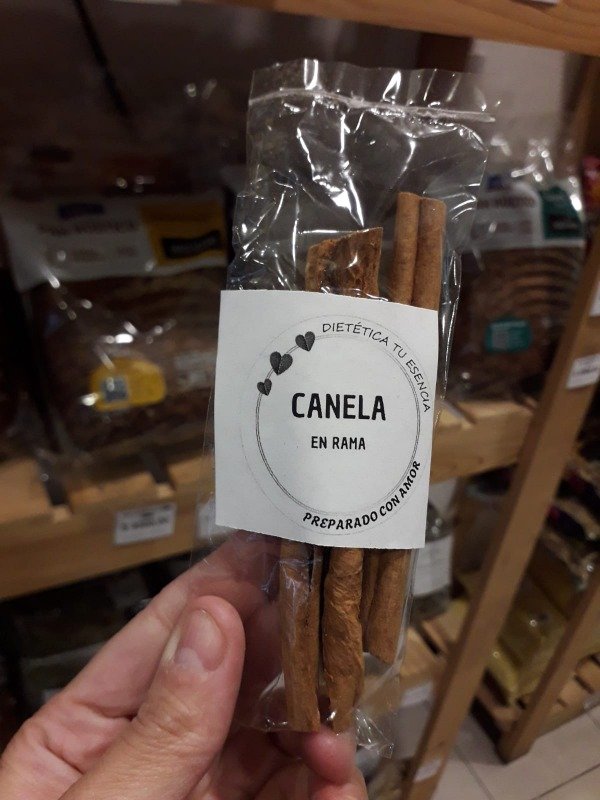 DIETÉTICA TU ESENCIA
CANELA
EN RAMA
PREPARADO CON AMOR